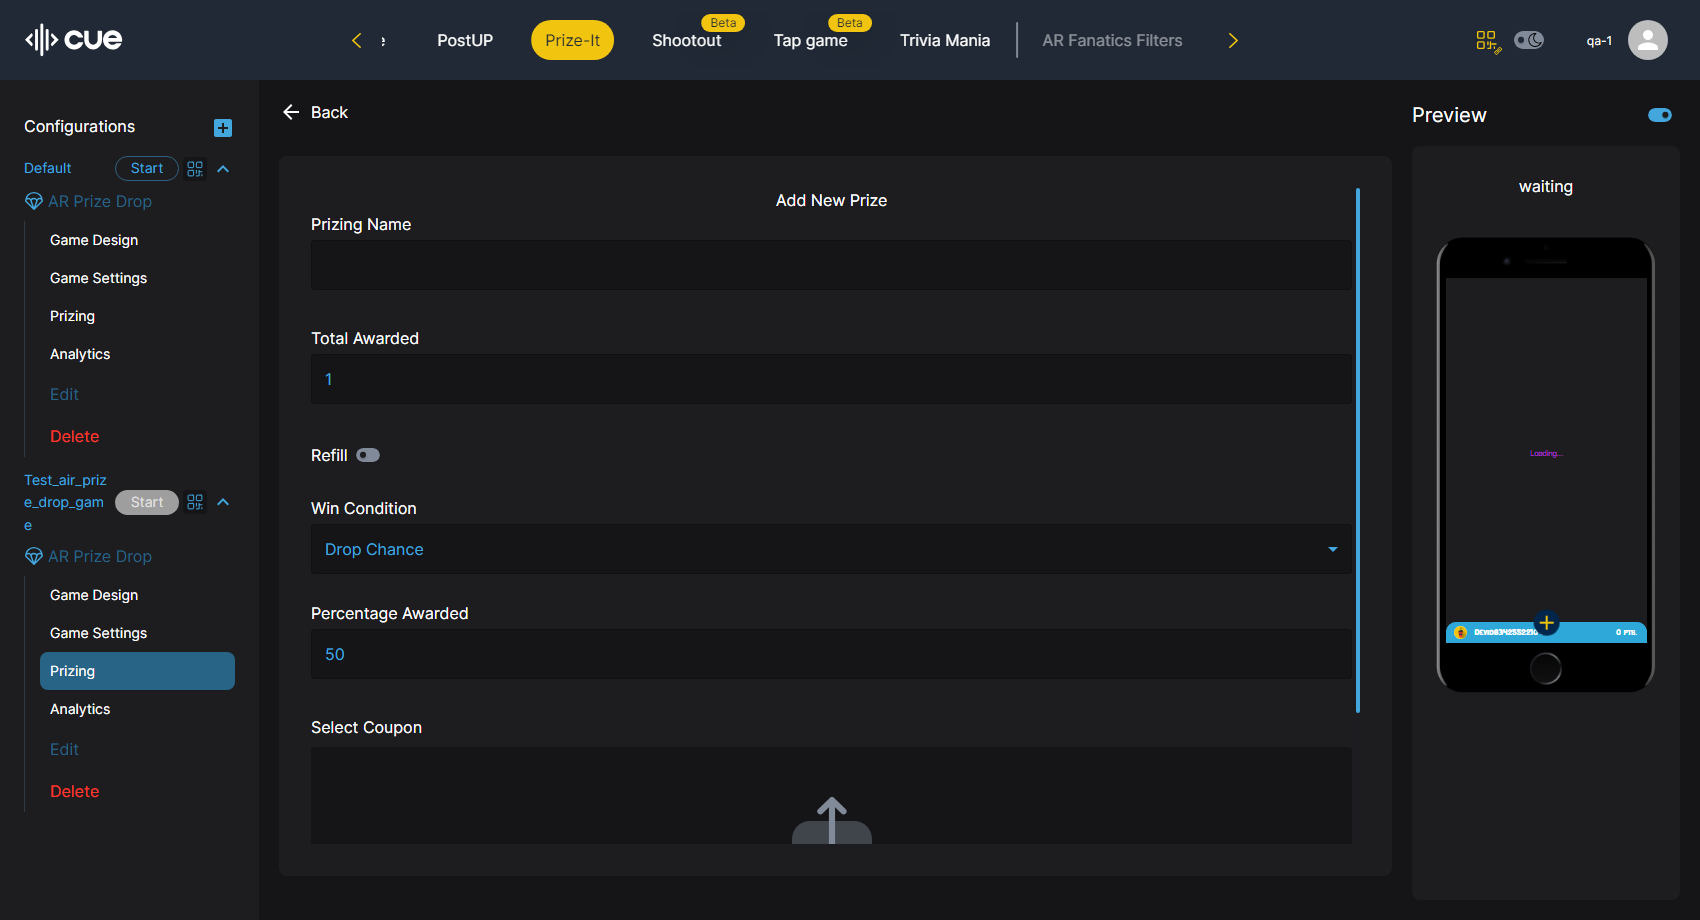 cue
PostUP
Prize-It
Shootout
Beta
Tap game
Beta
Trivia Mania
AR Fanatics Filters
qa-1
Configurations
Default
Start
AR Prize Drop
Game Design
Game Settings
Prizing
Analytics
Edit
Delete
Test_air_priz
e_drop_gam
e
Start
AR Prize Drop
Game Design
Game Settings
Prizing
Analytics
Edit
Delete
Back
Add New Prize
Prizing Name
Total Awarded
1
Refill
Win Condition
Drop Chance
Percentage Awarded
50
Select Coupon
Preview
waiting
Loading...
0 PTS.